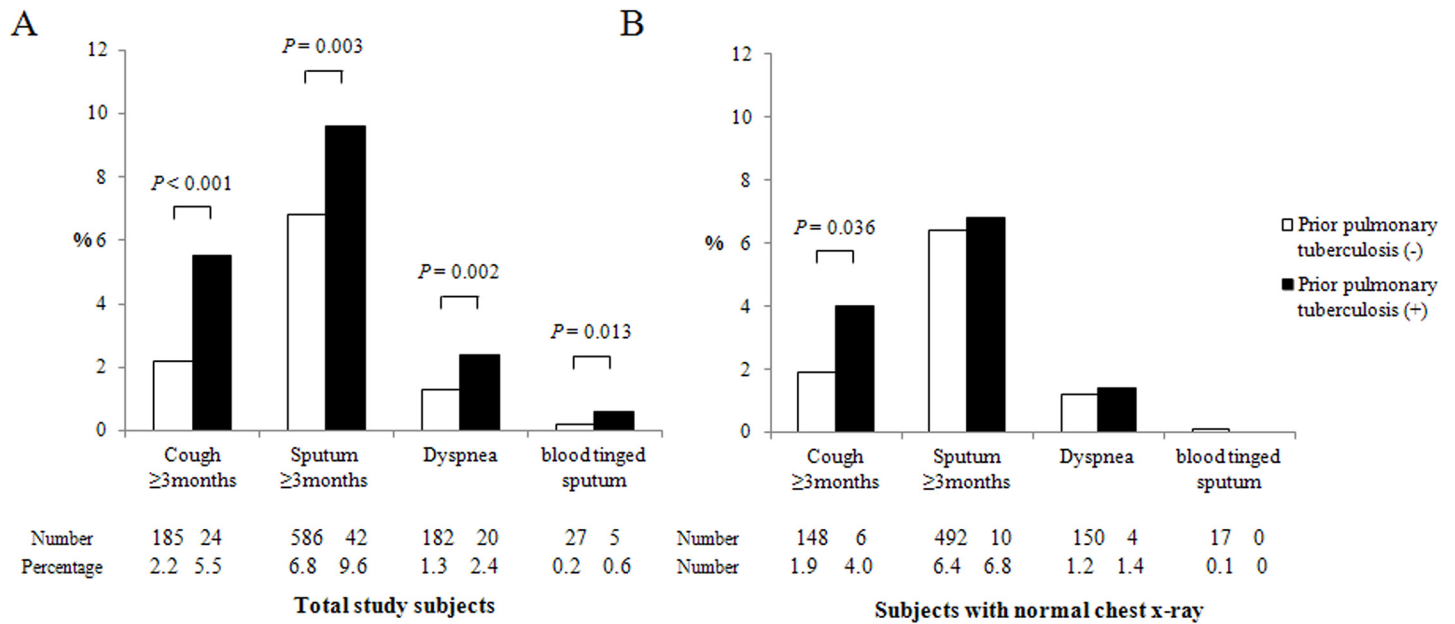 A
12
10
8
% 6
4
2
0
P < 0.001
P = 0.003
P = 0.002
P = 0.013
Cough
≥3months
Sputum
≥3months
Dyspnea
blood tinged
sputum
Number 185 24 586 42 182 20 27 5
Percentage 2.2 5.5 6.8 9.6 1.3 2.4 0.2 0.6
Total study subjects
B
12
10
8
6
%
4
2
0
P = 0.036
Cough
≥3months
Sputum
≥3months
Dyspnea
blood tinged
sputum
Number 148 6 492 10 150 4 17 0
Number 1.9 4.0 6.4 6.8 1.2 1.4 0.1 0
Subjects with normal chest x-ray
Prior pulmonary
tuberculosis (-)
Prior pulmonary
tuberculosis (+)